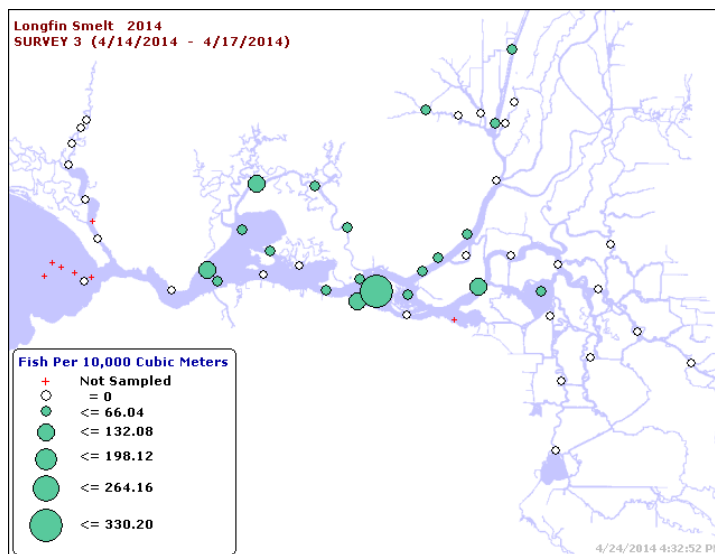 Longfin Smelt 2014
SURVEY 3 (4/14/2014 - 4/17/2014)
Fish Per 10,000 Cubic Meters
+ Not Sampled
= 0
<= 66.04
<= 132.08
<= 198.12
<= 264.16
<= 330.20
4/24/2014 4:32:52 P